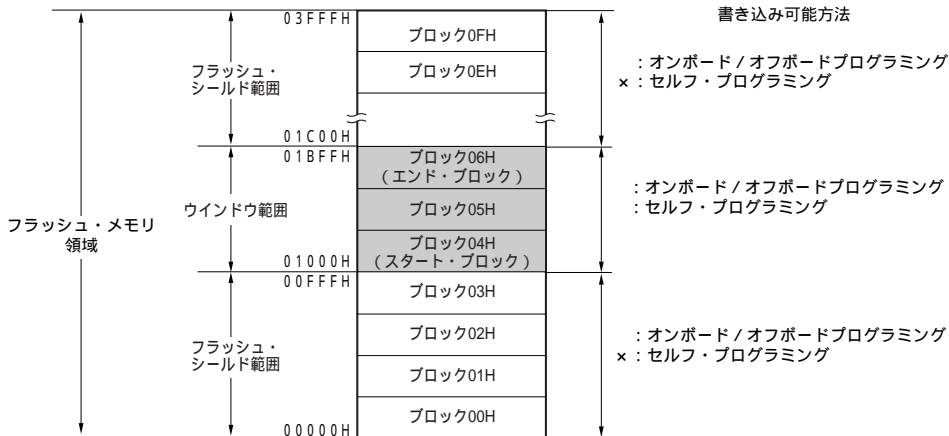 書き込み可能方法
03FFFH
ブロック0FH
ブロック0EH
フラッシュ・
シールド範囲
：オンボード / オフボードプログラミング
×：セルフ・プログラミング
01C00H
01BFFH
ブロック06H
（エンド・ブロック）
ブロック05H
ブロック04H
（スタート・ブロック）
ウインドウ範囲
：オンボード / オフボードプログラミング
：セルフ・プログラミング
フラッシュ・メモリ
領域
01000H
00FFFH
ブロック03H
ブロック02H
ブロック01H
ブロック00H
フラッシュ・
シールド範囲
：オンボード / オフボードプログラミング
×：セルフ・プログラミング
00000H